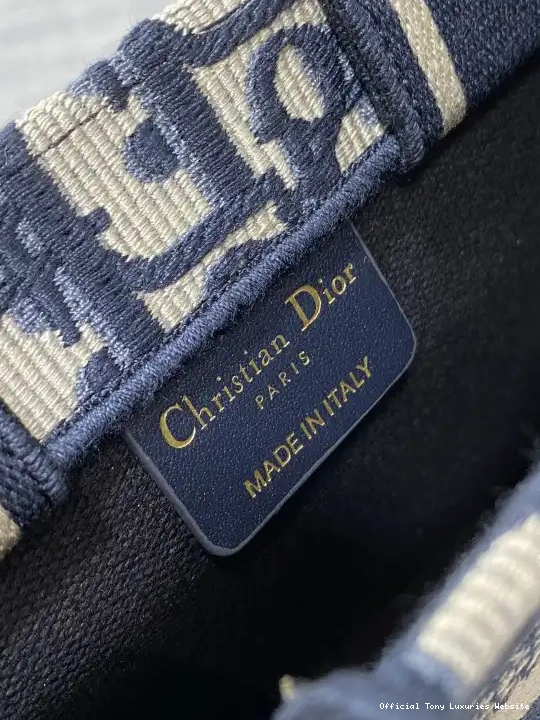 Christian Dior
PARIS
MADE IN ITALY
Official Tony Luxuries Website